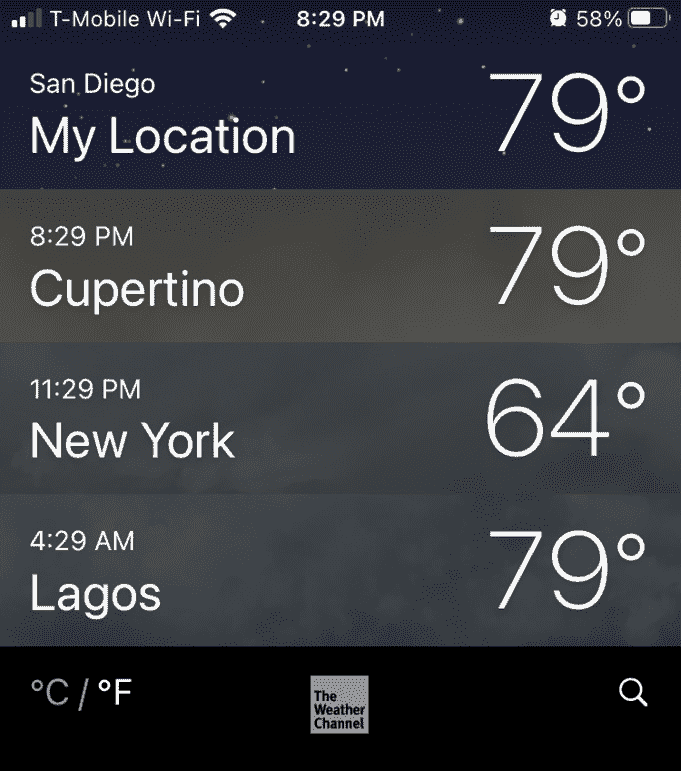 T-Mobile Wi-Fi 8:29 PM 58%
San Diego
My Location 79°
8:29 PM
Cupertino 79°
11:29 PM
New York 64°
4:29 AM
Lagos 79°
°C / °F
The
Weather
Channel